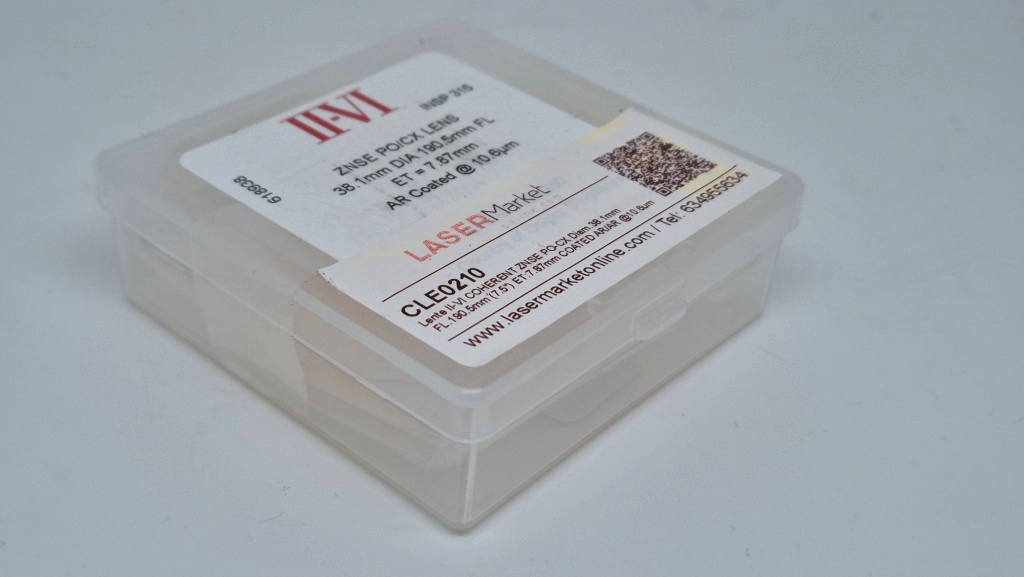 II-VI
INSP 315
ZNSE PO/CX LENS
38.1mm DIA 190.5mm FL
ET = 7.87mm
AR Coated @ 10.6µm
LASERMarket
CLE0210
Lente II-VI COHERENT ZNSE PO-CX Diam.38.1mm
FL.190.5mm (7.5") ET-7.87mm COATED AR/AR @10.6µm
www.lasermarketonline.com / Tel: 634955634